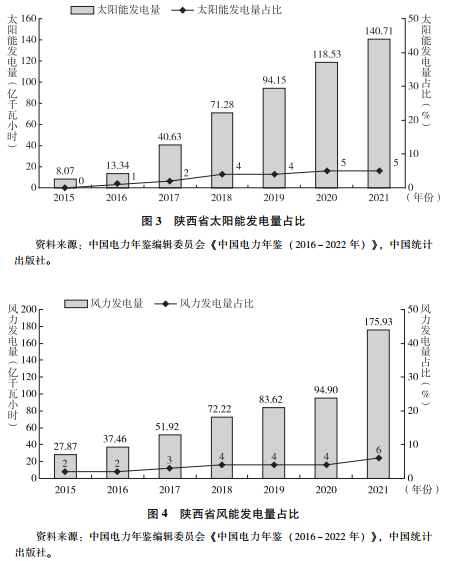 太阳能发电量 太阳能发电量占比
太阳能发电量（亿千瓦小时）
太阳能发电量占比（%）
160 50
140
120 40
100 30
80
60 20
40 10
20
0 0
8.07 13.34 40.63 71.28 94.15 118.53 140.71
0 1 2 4 4 5 5
2015 2016 2017 2018 2019 2020 2021 （年份）
图 3 陕西省太阳能发电量占比
资料来源：中国电力年鉴编辑委员会《中国电力年鉴（2016-2022 年）》，中国统计
出版社。
风力发电量 风力发电量占比
风力发电量（亿千瓦小时）
风力发电量占比（%）
200 50
180
160 40
140
120 30
100
80 20
60
40 10
20
0 0
27.87 37.46 51.92 72.22 83.62 94.90 175.93
2 2 3 4 4 4 6
2015 2016 2017 2018 2019 2020 2021 （年份）
图 4 陕西省风能发电量占比
资料来源：中国电力年鉴编辑委员会《中国电力年鉴（2016-2022 年）》，中国统计
出版社。